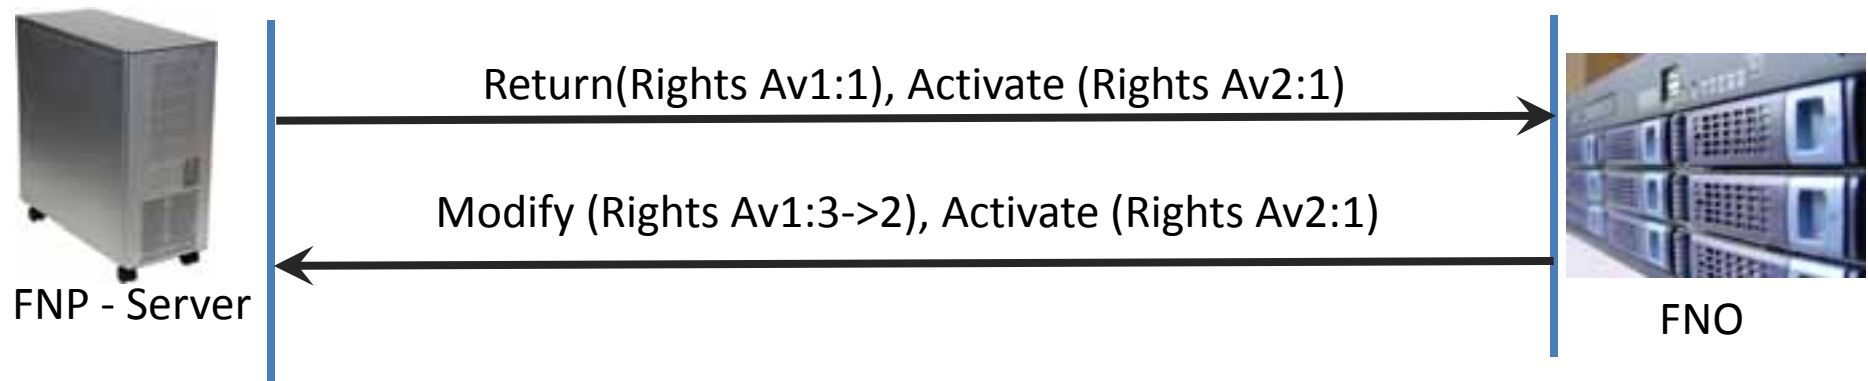 Return(Rights Av1:1), Activate (Rights Av2:1)
Modify (Rights Av1:3->2), Activate (Rights Av2:1)
FNP - Server
FNO